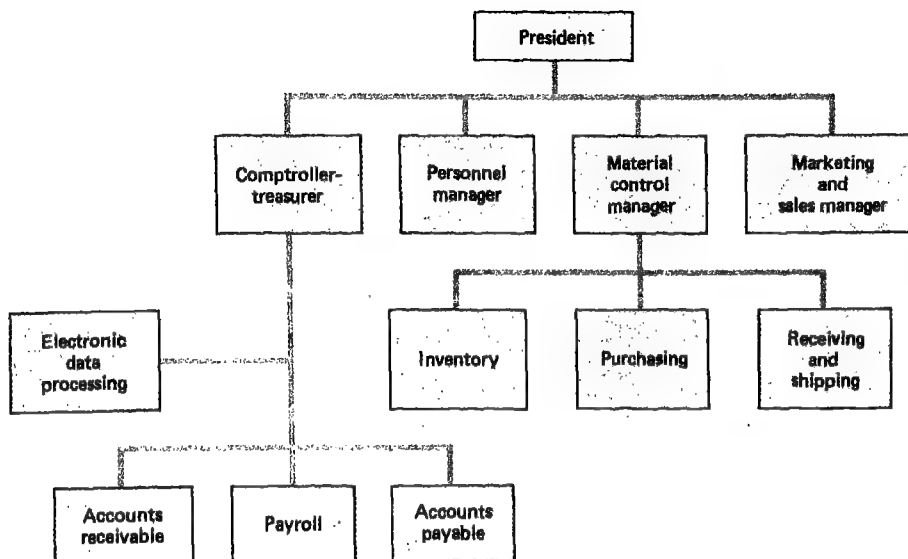 President
Comptroller-
treasurer
Personnel
manager
Material
control
manager
Marketing
and
sales manager
Electronic
data
processing
Inventory
Purchasing
Receiving
and
shipping
Accounts
receivable
Payroll
Accounts
payable